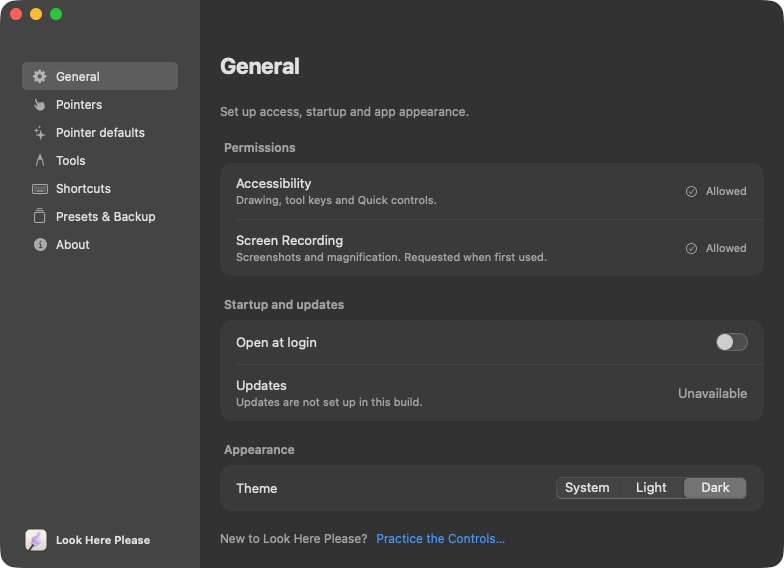 General
Pointers
Pointer defaults
Tools
Shortcuts
Presets & Backup
About
Look Here Please
General
Set up access, startup and app appearance.
Permissions
Accessibility
Drawing, tool keys and Quick controls.
Allowed
Screen Recording
Screenshots and magnification. Requested when first used.
Allowed
Startup and updates
Open at login
Updates
Updates are not set up in this build.
Unavailable
Appearance
Theme
System Light Dark
New to Look Here Please? Practice the Controls...